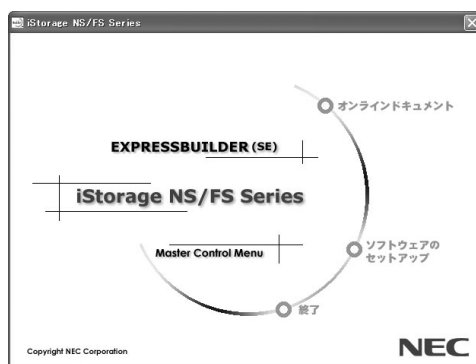 iStorage NS/FS Series
オンラインドキュメント
EXPRESSBUILDER (SE)
iStorage NS/FS Series
ソフトウェアの
セットアップ
Master Control Menu
終了
Copyright NEC Corporation
NEC